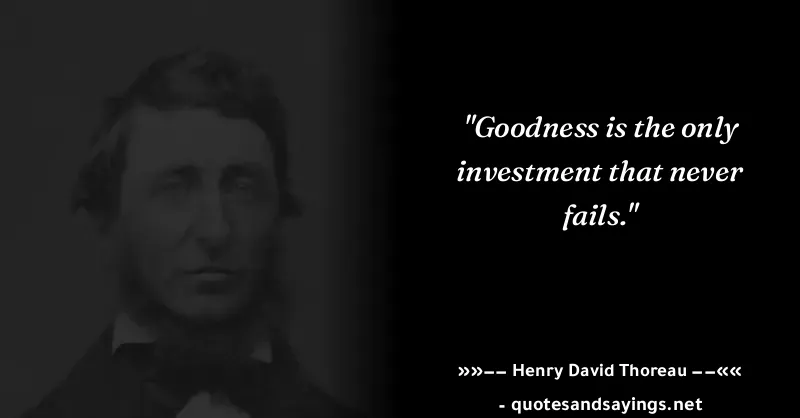 "Goodness is the only
investment that never
fails."
»»−− Henry David Thoreau −−««
- quotesandsayings.net